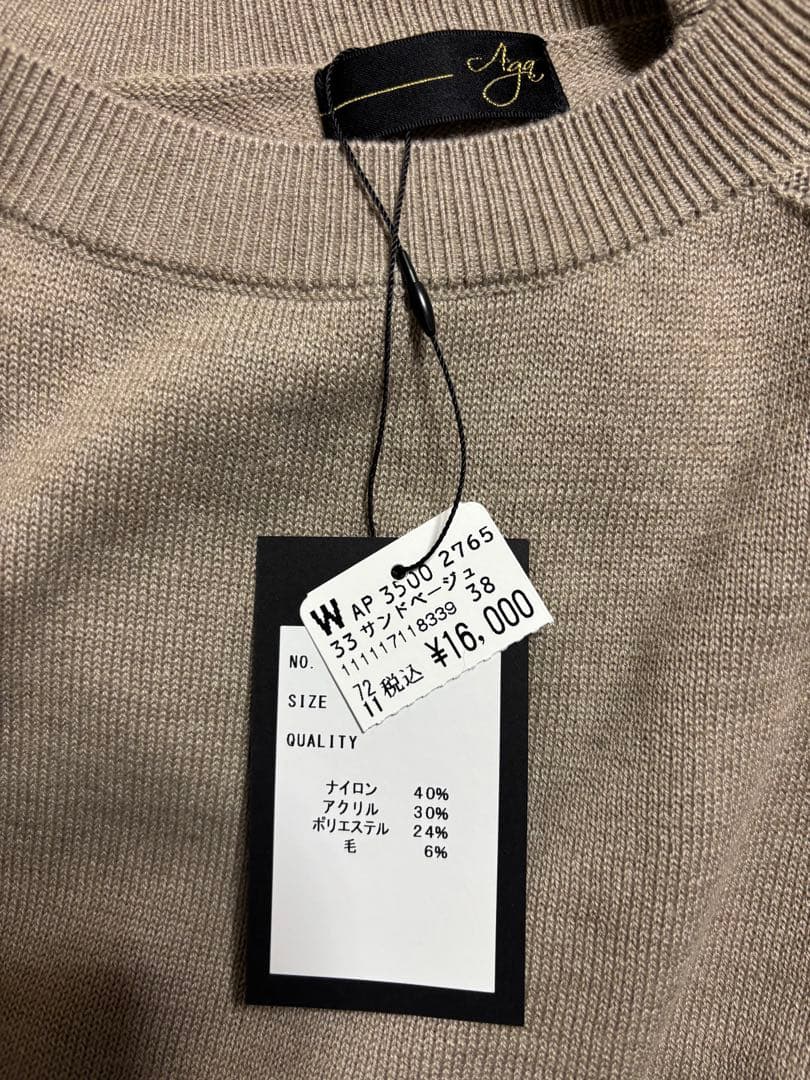 Aga
W AP 3500 2765
33 サンドベージュ
111117118339 38
72 税込 ¥16,000
11
NO.
SIZE
QUALITY
ナイロン 40%
アクリル 30%
ポリエステル 24%
毛 6%